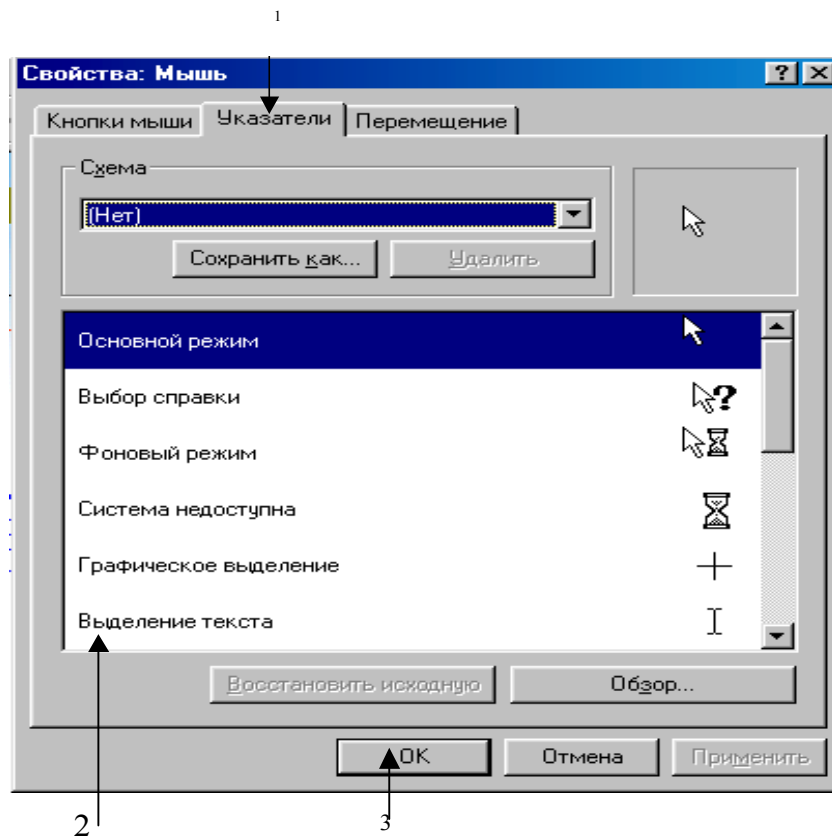 1
Свойства: Мышь
Кнопки мыши Указатели Перемещение
Схема
(Нет)
Сохранить как... Удалить
Основной режим
Выбор справки
Фоновый режим
Система недоступна
Графическое выделение
Выделение текста
Восстановить исходную Обзор...
ОК Отмена Применить
2 3